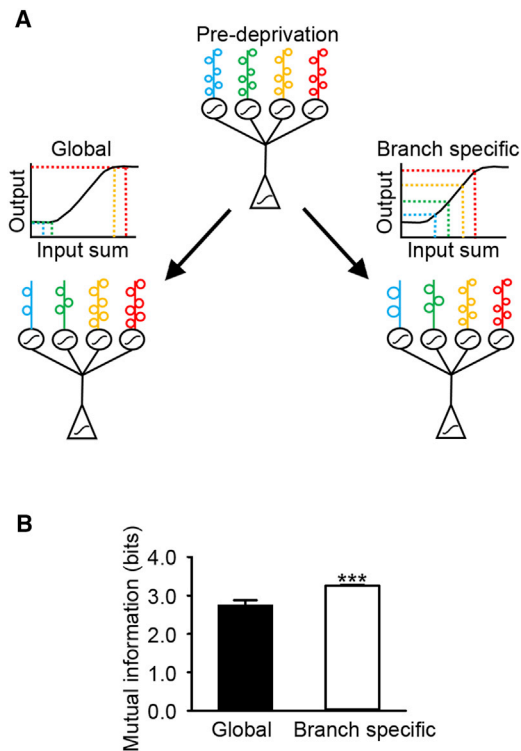 A
Pre-deprivation
Global
Branch specific
Output
Input sum
Output
Input sum
B
Mutual information (bits)
4.0
3.0
2.0
1.0
0.0
***
Global
Branch specific